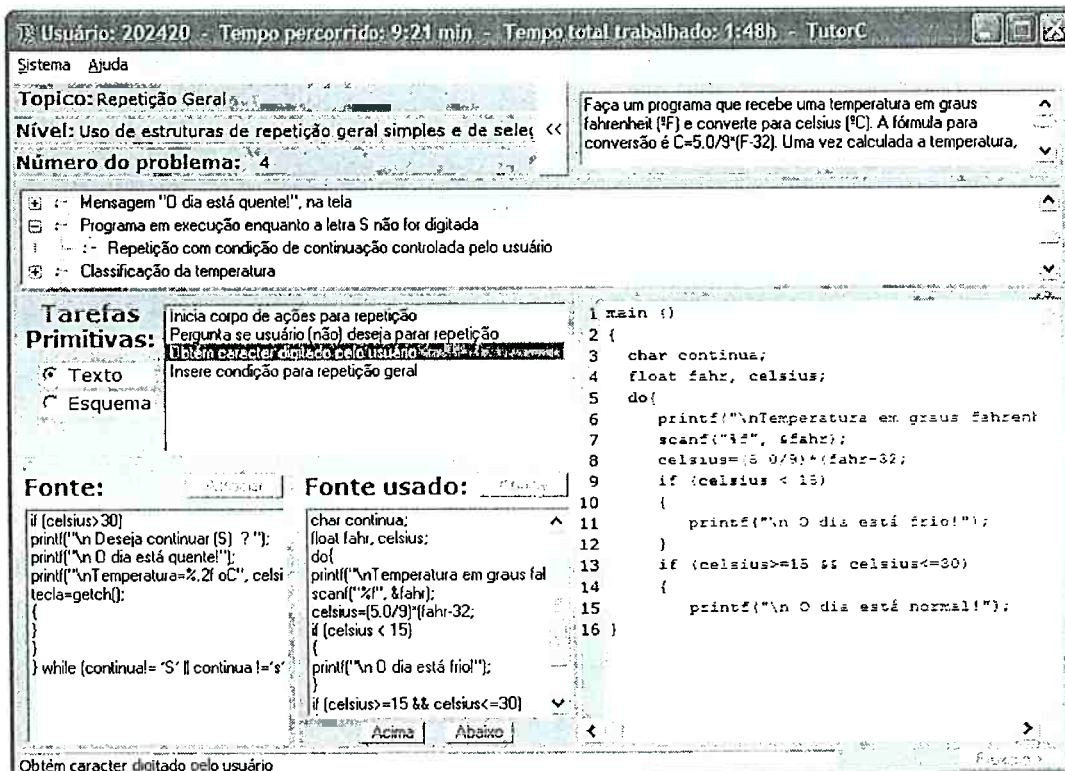 Usuário: 202420 - Tempo percorrido: 9:21 min - Tempo total trabalhado: 1:48h - TutorC
Sistema Ajuda
Topico: Repetição Geral
Nível: Uso de estruturas de repetição geral simples e de seleç <<
Número do problema: 4
Faça um programa que recebe uma temperatura em graus
fahrenheit (ºF) e converte para celsius (ºC). A fórmula para
conversão é C=5.0/9*(F-32). Uma vez calculada a temperatura,
Mensagem "O dia está quente!", na tela
Programa em execução enquanto a letra S não for digitada
Repetição com condição de continuação controlada pelo usuário
Classificação da temperatura
Tarefas
Primitivas:
Texto
Esquema
Inicia corpo de ações para repetição
Pergunta se usuário (não) deseja parar repetição
Obtém caracter digitado pelo usuário
Insere condição para repetição geral
Fonte:
if (celsius>30)
printf("\n Deseja continuar (S) ? ");
printf("\n O dia está quente!");
printf("\nTemperatura=%.2f oC", celsi
tecla=getch();
{
}
}
} while (continua!= 'S' || continua !='s'
Fonte usado:
char continua;
float fahr, celsius;
do{
printf("\nTemperatura em graus fal
scanf("%f", &fahr);
celsius=(5.0/9)*(fahr-32;
if (celsius < 15)
{
printf("\n O dia está frio!");
}
if (celsius>=15 && celsius<=30)
Acima Abaixo
1 main ()
2 {
3 char continua;
4 float fahr, celsius;
5 do{
6 printf("\nTemperatura em graus fahrenh
7 scanf("%f", &fahr);
8 celsius=(5.0/9)*(fahr-32;
9 if (celsius < 15)
10 {
11 printf("\n O dia está frio!");
12 }
13 if (celsius>=15 && celsius<=30)
14 {
15 printf("\n O dia está normal!");
16 }
Obtém caracter digitado pelo usuário